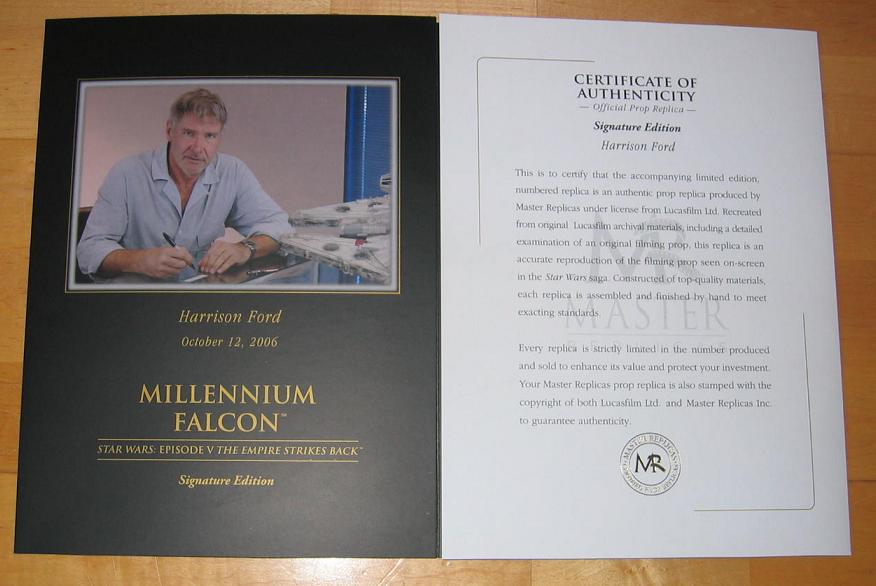 Harrison Ford
October 12, 2006
MILLENNIUM
FALCON™
STAR WARS: EPISODE V THE EMPIRE STRIKES BACK™
Signature Edition
CERTIFICATE OF
AUTHENTICITY
— Official Prop Replica —
Signature Edition
Harrison Ford
This is to certify that the accompanying limited edition,
numbered replica is an authentic prop replica produced by
Master Replicas under license from Lucasfilm Ltd. Recreated
from original Lucasfilm archival materials, including a detailed
examination of an original filming prop, this replica is an
accurate reproduction of the filming prop seen on-screen
in the Star Wars saga. Constructed of top-quality materials,
each replica is assembled and finished by hand to meet
exacting standards.
MR
MASTER
Every replica is strictly limited in the number produced
and sold to enhance its value and protect your investment.
Your Master Replicas prop replica is also stamped with the
copyright of both Lucasfilm Ltd. and Master Replicas Inc.
to guarantee authenticity.
MASTER REPLICAS
MR